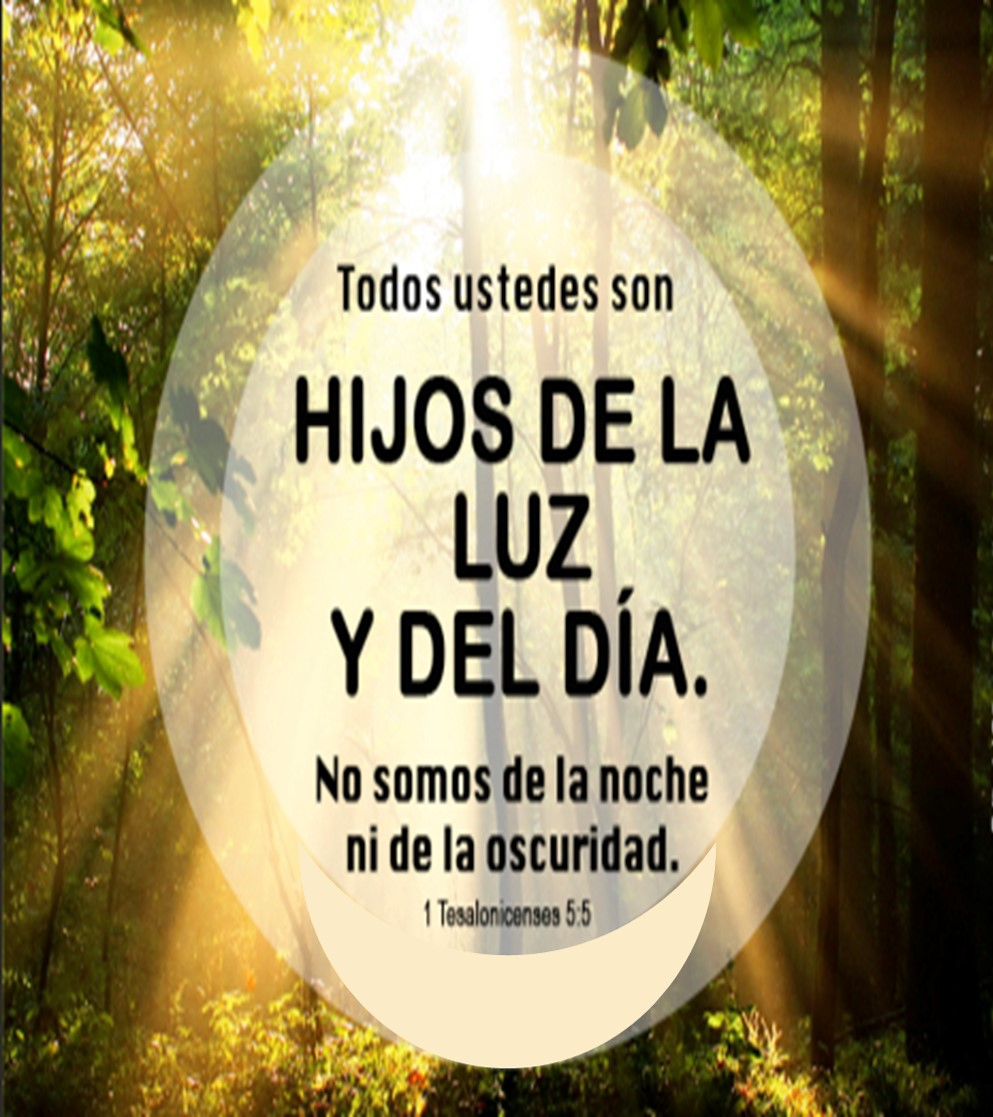 Todos ustedes son
HIJOS DE LA
LUZ
Y DEL DÍA.
No somos de la noche
ni de la oscuridad.
1 Tesalonicenses 5:5